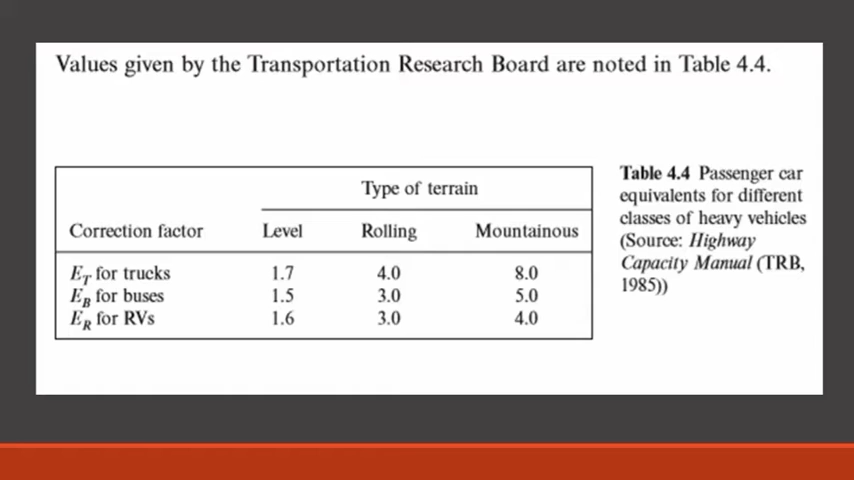 Values given by the Transportation Research Board are noted in Table 4.4.
Type of terrain
Correction factor Level Rolling Mountainous
E_T for trucks 1.7 4.0 8.0
E_B for buses 1.5 3.0 5.0
E_R for RVs 1.6 3.0 4.0
Table 4.4 Passenger car
equivalents for different
classes of heavy vehicles
(Source: Highway
Capacity Manual (TRB,
1985))